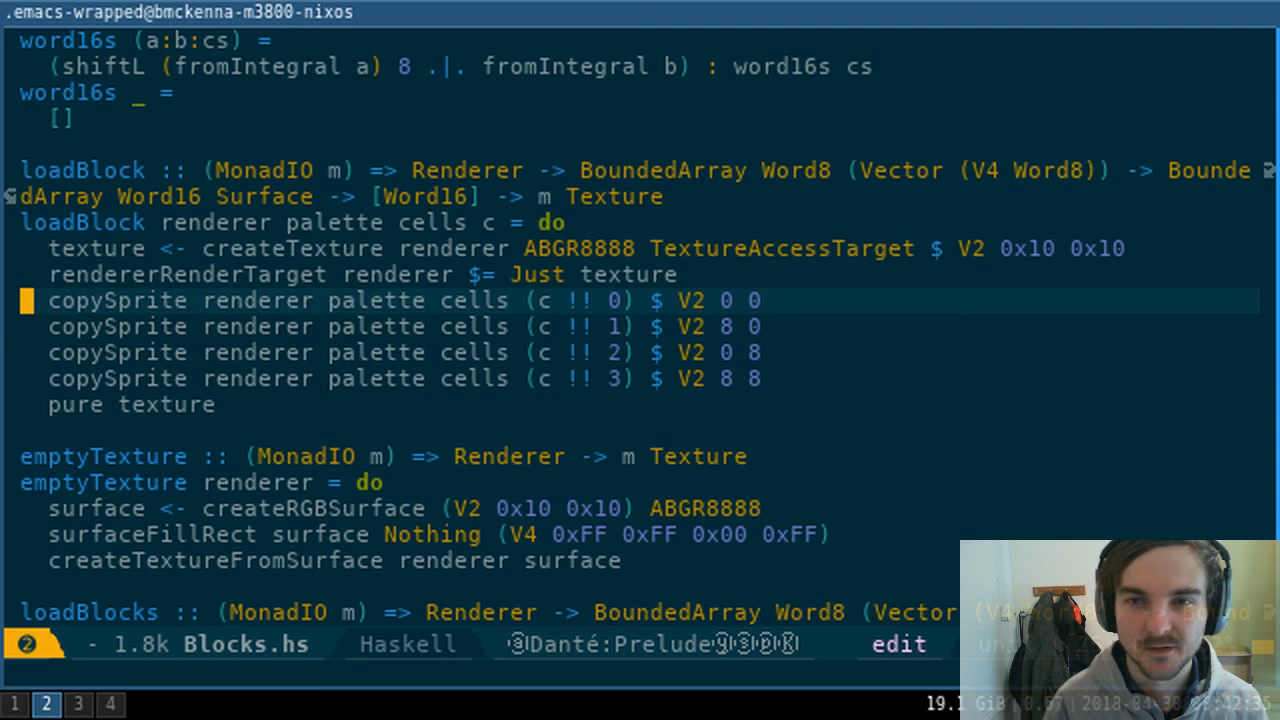 .emacs-wrapped@bmckenna-m3800-nixos
word16s (a:b:cs) =
(shiftL (fromIntegral a) 8 .|. fromIntegral b) : word16s cs
word16s _ =
[]
loadBlock :: (MonadIO m) => Renderer -> BoundedArray Word8 (Vector (V4 Word8)) -> Bounde
dArray Word16 Surface -> [Word16] -> m Texture
loadBlock renderer palette cells c = do
texture <- createTexture renderer ABGR8888 TextureAccessTarget $ V2 0x10 0x10
rendererRenderTarget renderer $= Just texture
copySprite renderer palette cells (c !! 0) $ V2 0 0
copySprite renderer palette cells (c !! 1) $ V2 8 0
copySprite renderer palette cells (c !! 2) $ V2 0 8
copySprite renderer palette cells (c !! 3) $ V2 8 8
pure texture
emptyTexture :: (MonadIO m) => Renderer -> m Texture
emptyTexture renderer = do
surface <- createRGBSurface (V2 0x10 0x10) ABGR8888
surfaceFillRect surface Nothing (V4 0xFF 0xFF 0x00 0xFF)
createTextureFromSurface renderer surface
loadBlocks :: (MonadIO m) => Renderer -> BoundedArray Word8 (Vector
❷ - 1.8k Blocks.hs Haskell Danté:Prelude edit
1 2 3 4 19.1 GiB